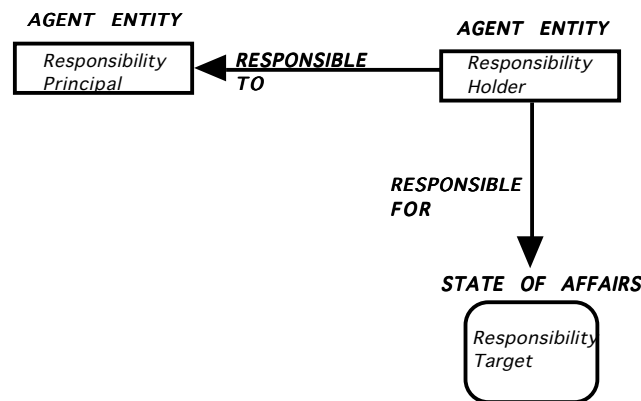 AGENT ENTITY
Responsibility
Principal
RESPONSIBLE
TO
AGENT ENTITY
Responsibility
Holder
RESPONSIBLE
FOR
STATE OF AFFAIRS
Responsibility
Target